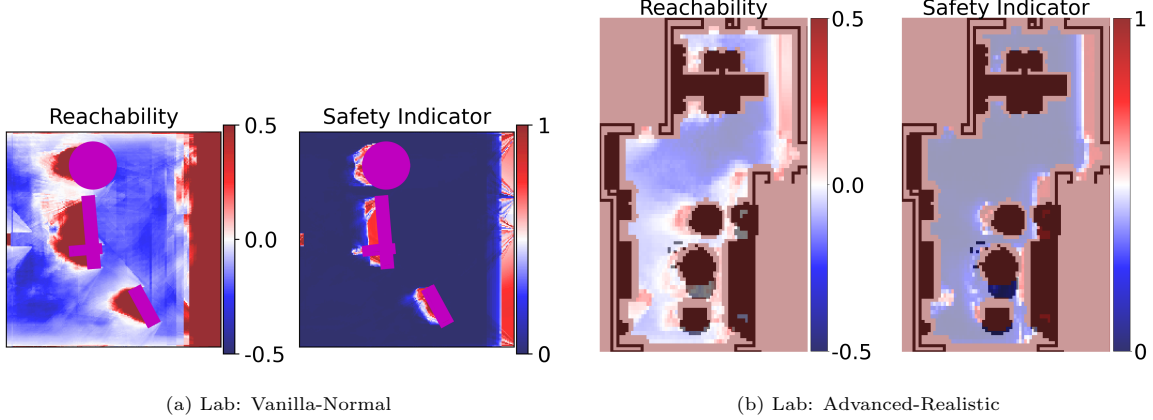 Reachability
Safety Indicator
0.5
0.0
-0.5
1
0
Reachability
Safety Indicator
0.5
0.0
-0.5
1
0
(a) Lab: Vanilla-Normal
(b) Lab: Advanced-Realistic